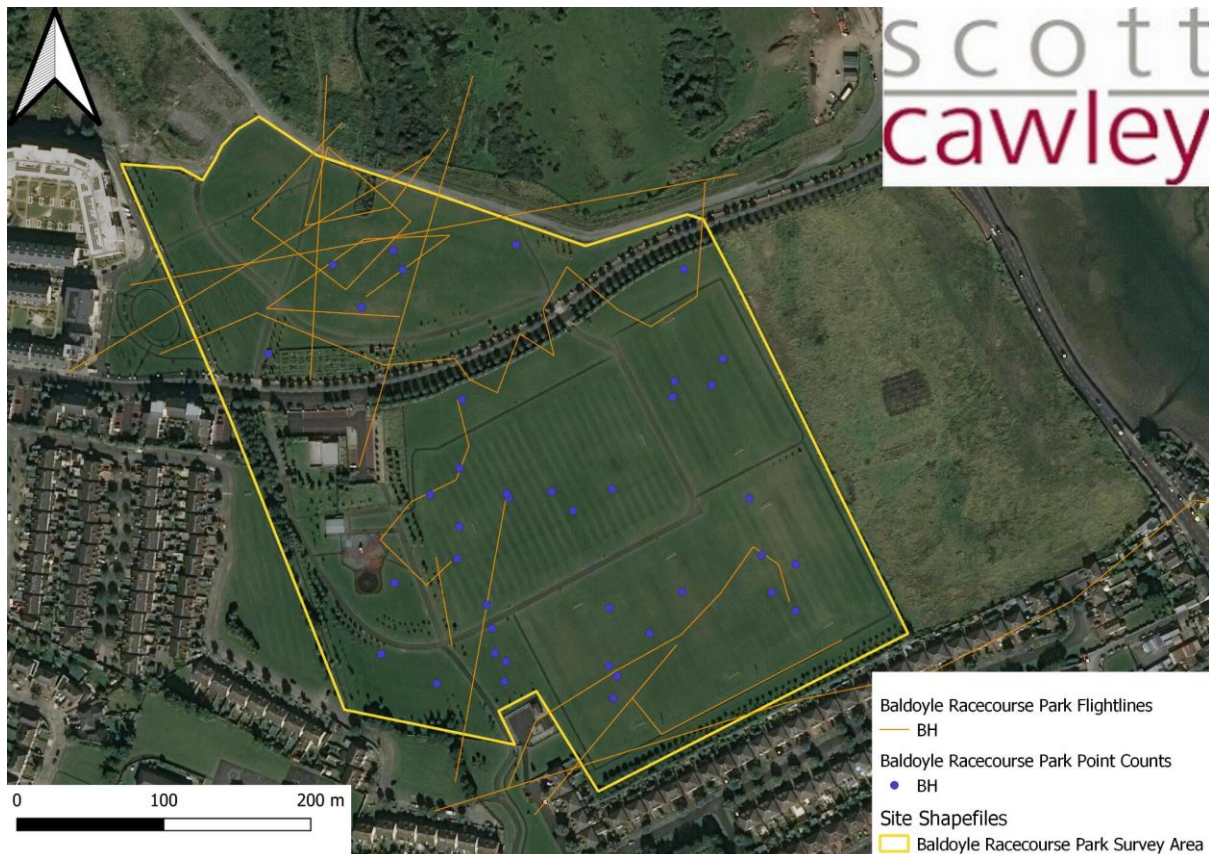 scott
cawley
Baldoyle Racecourse Park Flightlines
BH
Baldoyle Racecourse Park Point Counts
BH
Site Shapefiles
Baldoyle Racecourse Park Survey Area
0 100 200 m